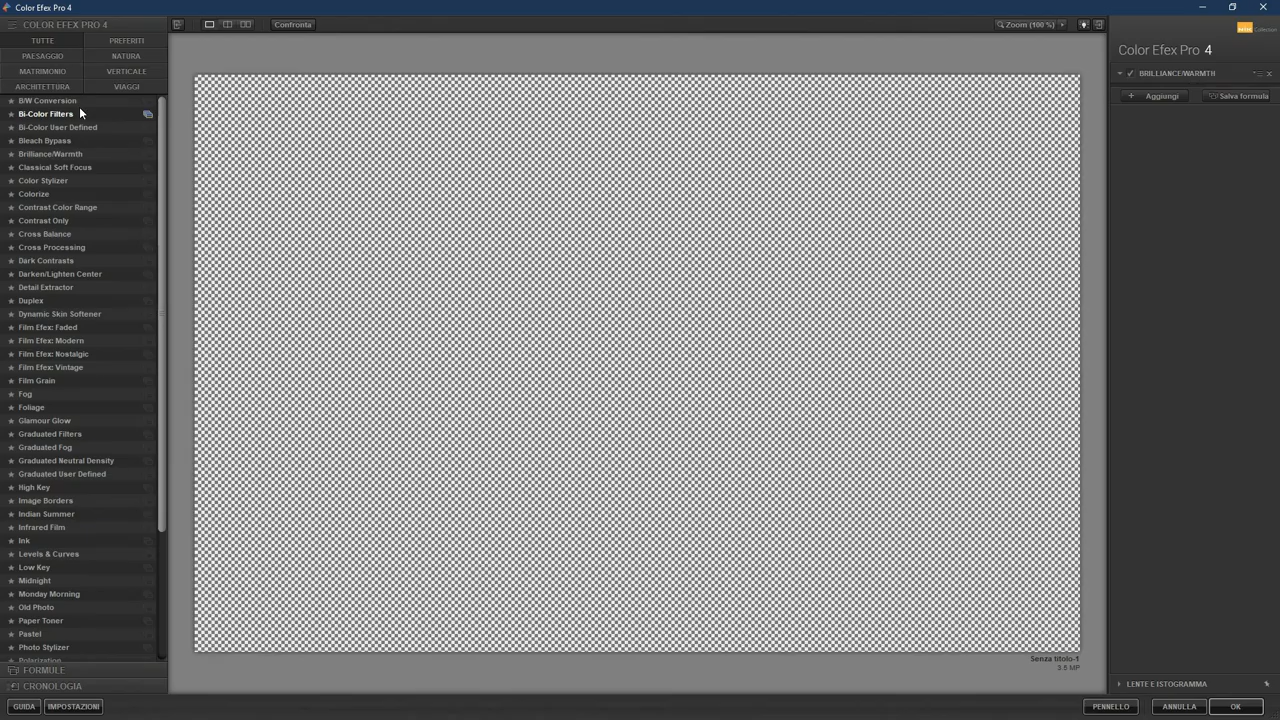 Color Efex Pro 4
COLOR EFEX PRO 4
TUTTE
PREFERITI
PAESAGGIO
NATURA
MATRIMONIO
VERTICALE
ARCHITETTURA
VIAGGI
B/W Conversion
Bi-Color Filters
Bi-Color User Defined
Bleach Bypass
Brilliance/Warmth
Classical Soft Focus
Color Stylizer
Colorize
Contrast Color Range
Contrast Only
Cross Balance
Cross Processing
Dark Contrasts
Darken/Lighten Center
Detail Extractor
Duplex
Dynamic Skin Softener
Film Efex: Faded
Film Efex: Modern
Film Efex: Nostalgic
Film Efex: Vintage
Film Grain
Fog
Foliage
Glamour Glow
Graduated Filters
Graduated Fog
Graduated Neutral Density
Graduated User Defined
High Key
Image Borders
Indian Summer
Infrared Film
Ink
Levels & Curves
Low Key
Midnight
Monday Morning
Old Photo
Paper Toner
Pastel
Photo Stylizer
Polarization
FORMULE
CRONOLOGIA
GUIDA
IMPOSTAZIONI
Confronta
Zoom (100 %)
Senza titolo-1
3.5 MP
Collection
Color Efex Pro 4
BRILLIANCE/WARMTH
Aggiungi
Salva formula
LENTE E ISTOGRAMMA
PENNELLO
ANNULLA
OK